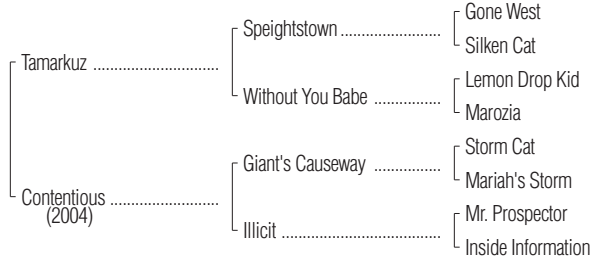 Gone West
Speightstown ....................
Silken Cat
Tamarkuz .........................
Lemon Drop Kid
Without You Babe .............
Marozia
Storm Cat
Giant's Causeway .............
Mariah's Storm
Contentious .....................
(2004)
Mr. Prospector
Illicit ................................
Inside Information